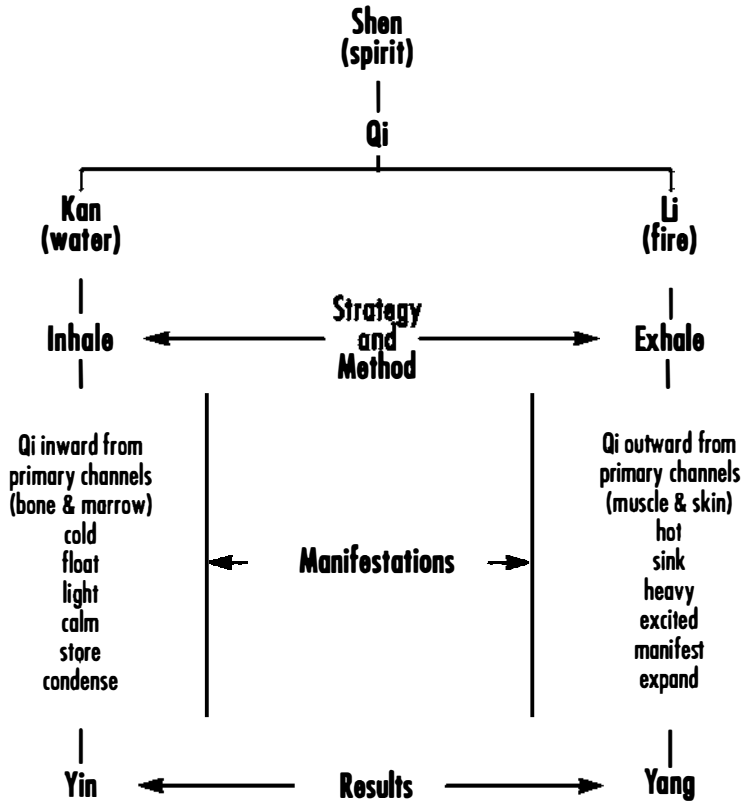 Shen
(spirit)
Qi
Kan
(water)
Li
(fire)
Inhale
Strategy
and
Method
Exhale
Qi inward from
primary channels
(bone & marrow)
cold
float
light
calm
store
condense
Manifestations
Qi outward from
primary channels
(muscle & skin)
hot
sink
heavy
excited
manifest
expand
Yin
Results
Yang